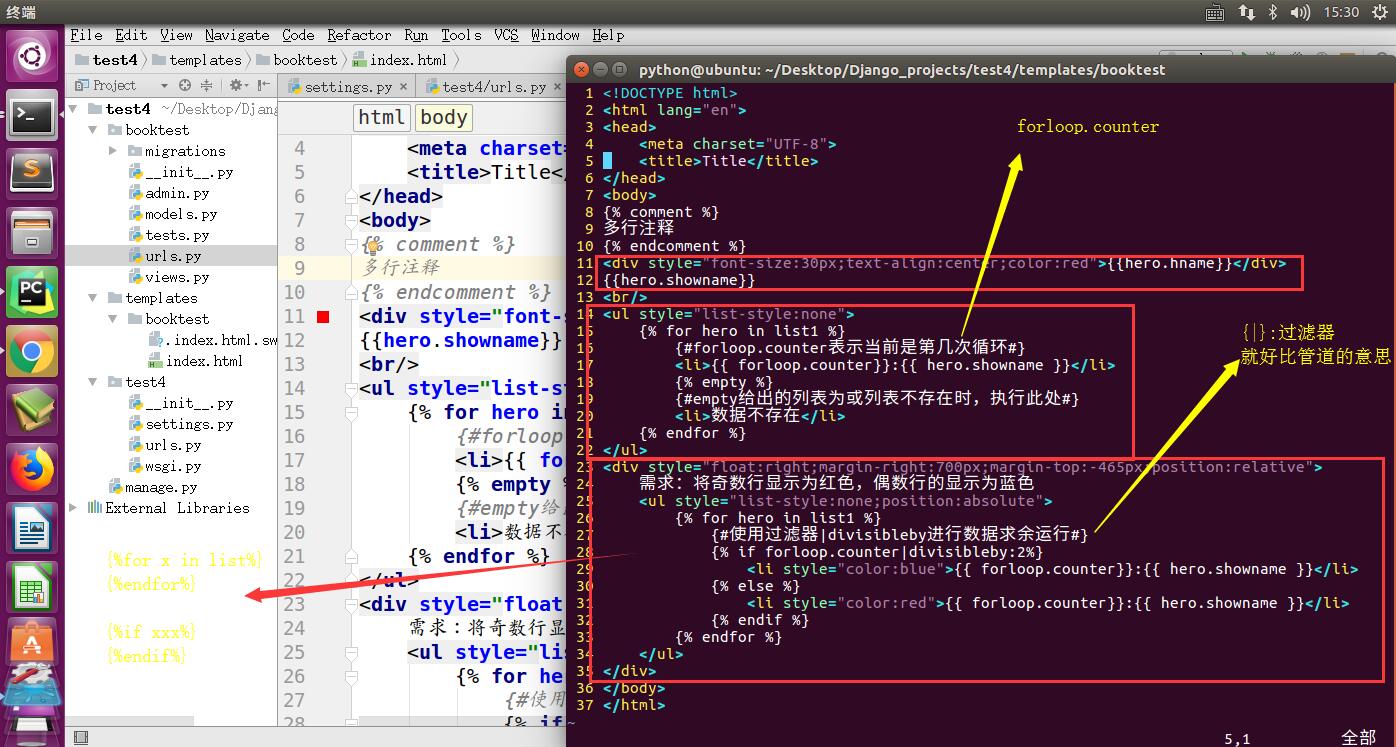 终端
15:30
File Edit View Navigate Code Refactor Run Tools VCS Window Help
test4 templates booktest index.html
Project
settings.py × test4/urls.py ×
test4 ~/Desktop/Djang
booktest
migrations
__init__.py
admin.py
models.py
tests.py
urls.py
views.py
templates
booktest
.index.html.sw
index.html
test4
__init__.py
settings.py
urls.py
wsgi.py
manage.py
External Libraries
{%for x in list%}
{%endfor%}
{%if xxx%}
{%endif%}
html body
4 <meta charset=
5 <title>Title</
6 </head>
7 <body>
8 {% comment %}
9 多行注释
10 {% endcomment %}
11 <div style="font-s
12 {{hero.showname}}
13 <br/>
14 <ul style="list-st
15 {% for hero in
16 {#forloop
17 <li>{{ fo
18 {% empty %
19 {#empty给
20 <li>数据不
21 {% endfor %}
22 </ul>
23 <div style="float
24 需求：将奇数行显
25 <ul style="lis
26 {% for he
27 {#使用
28 {% if
python@ubuntu: ~/Desktop/Django_projects/test4/templates/booktest
1 <!DOCTYPE html>
2 <html lang="en">
3 <head>
4 <meta charset="UTF-8">
5 <title>Title</title>
6 </head>
7 <body>
8 {% comment %}
9 多行注释
10 {% endcomment %}
11 <div style="font-size:30px;text-align:center;color:red">{{hero.hname}}</div>
12 {{hero.showname}}
13 <br/>
14 <ul style="list-style:none">
15 {% for hero in list1 %}
16 {#forloop.counter表示当前是第几次循环#}
17 <li>{{ forloop.counter}}:{{ hero.showname }}</li>
18 {% empty %}
19 {#empty给出的列表为或列表不存在时，执行此处#}
20 <li>数据不存在</li>
21 {% endfor %}
22 </ul>
23 <div style="float:right;margin-right:700px;margin-top:-465px;position:relative">
24 需求：将奇数行显示为红色，偶数行的显示为蓝色
25 <ul style="list-style:none;position:absolute">
26 {% for hero in list1 %}
27 {#使用过滤器|divisibleby进行数据求余运行#}
28 {% if forloop.counter|divisibleby:2%}
29 <li style="color:blue">{{ forloop.counter}}:{{ hero.showname }}</li>
30 {% else %}
31 <li style="color:red">{{ forloop.counter}}:{{ hero.showname }}</li>
32 {% endif %}
33 {% endfor %}
34 </ul>
35 </div>
36 </body>
37 </html>
~
5,1 全部
forloop.counter
{|}:过滤器
就好比管道的意思